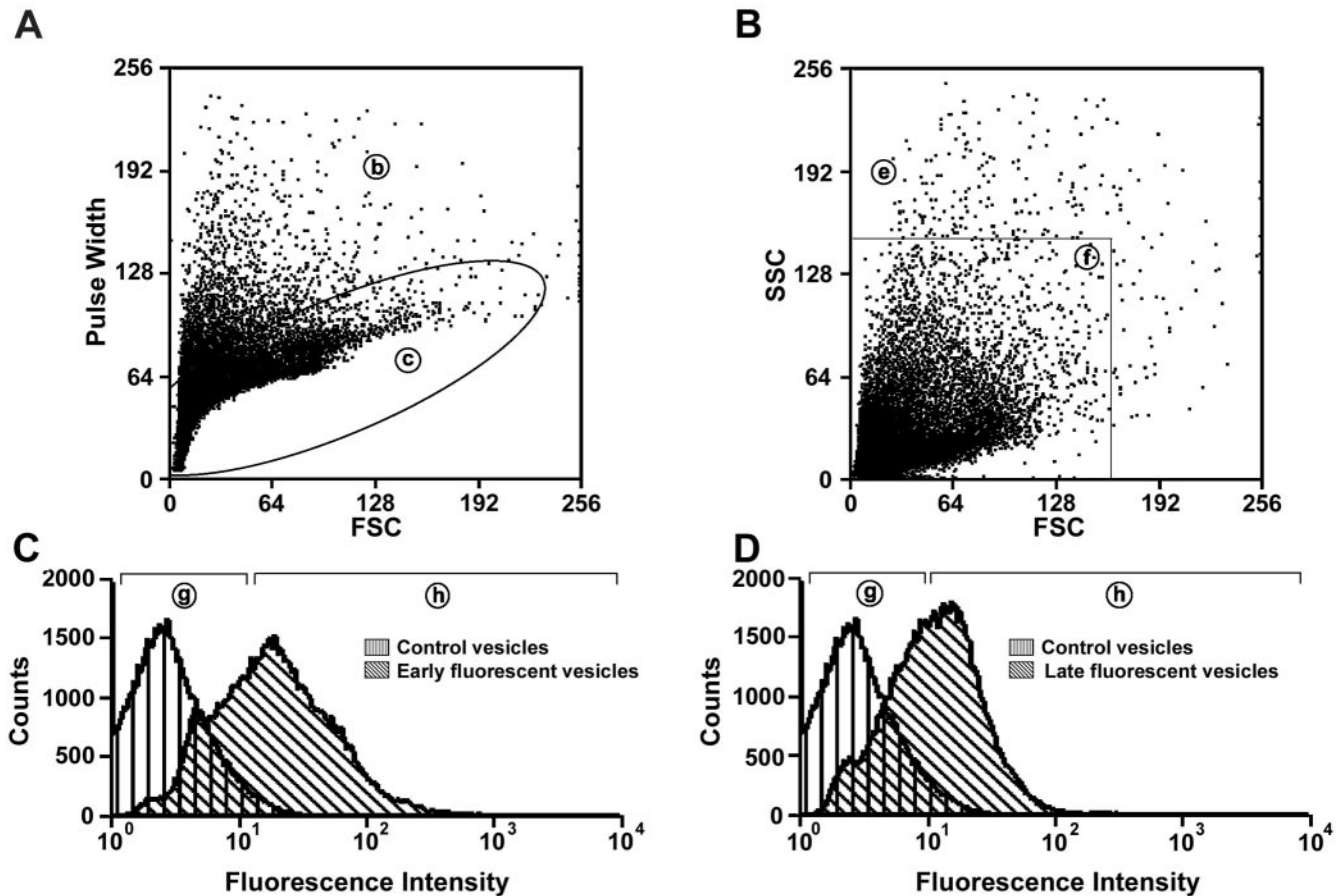 A
B
256
192
128
64
0
Pulse Width
b
c
0 64 128 192 256
FSC
256
192
128
64
0
SSC
e
f
0 64 128 192 256
FSC
C
D
2000
1500
1000
500
0
Counts
g
h
Control vesicles
Early fluorescent vesicles
10^0 10^1 10^2 10^3 10^4
Fluorescence Intensity
2000
1500
1000
500
0
Counts
g
h
Control vesicles
Late fluorescent vesicles
10^0 10^1 10^2 10^3 10^4
Fluorescence Intensity